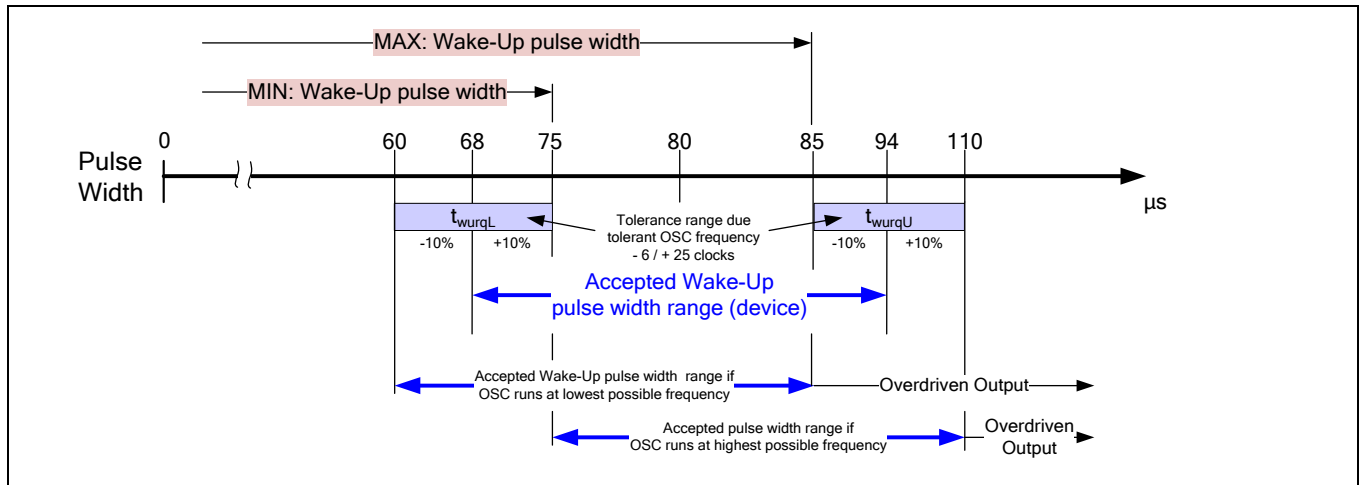 MAX: Wake-Up pulse width
MIN: Wake-Up pulse width
0
60
68
75
80
85
94
110
Pulse
Width
µs
twurqL
Tolerance range due
tolerant OSC frequency
- 6 / + 25 clocks
twurqU
-10%
+10%
-10%
+10%
Accepted Wake-Up
pulse width range (device)
Accepted Wake-Up pulse width range if
OSC runs at lowest possible frequency
Overdriven Output
Accepted pulse width range if
OSC runs at highest possible frequency
Overdriven
Output